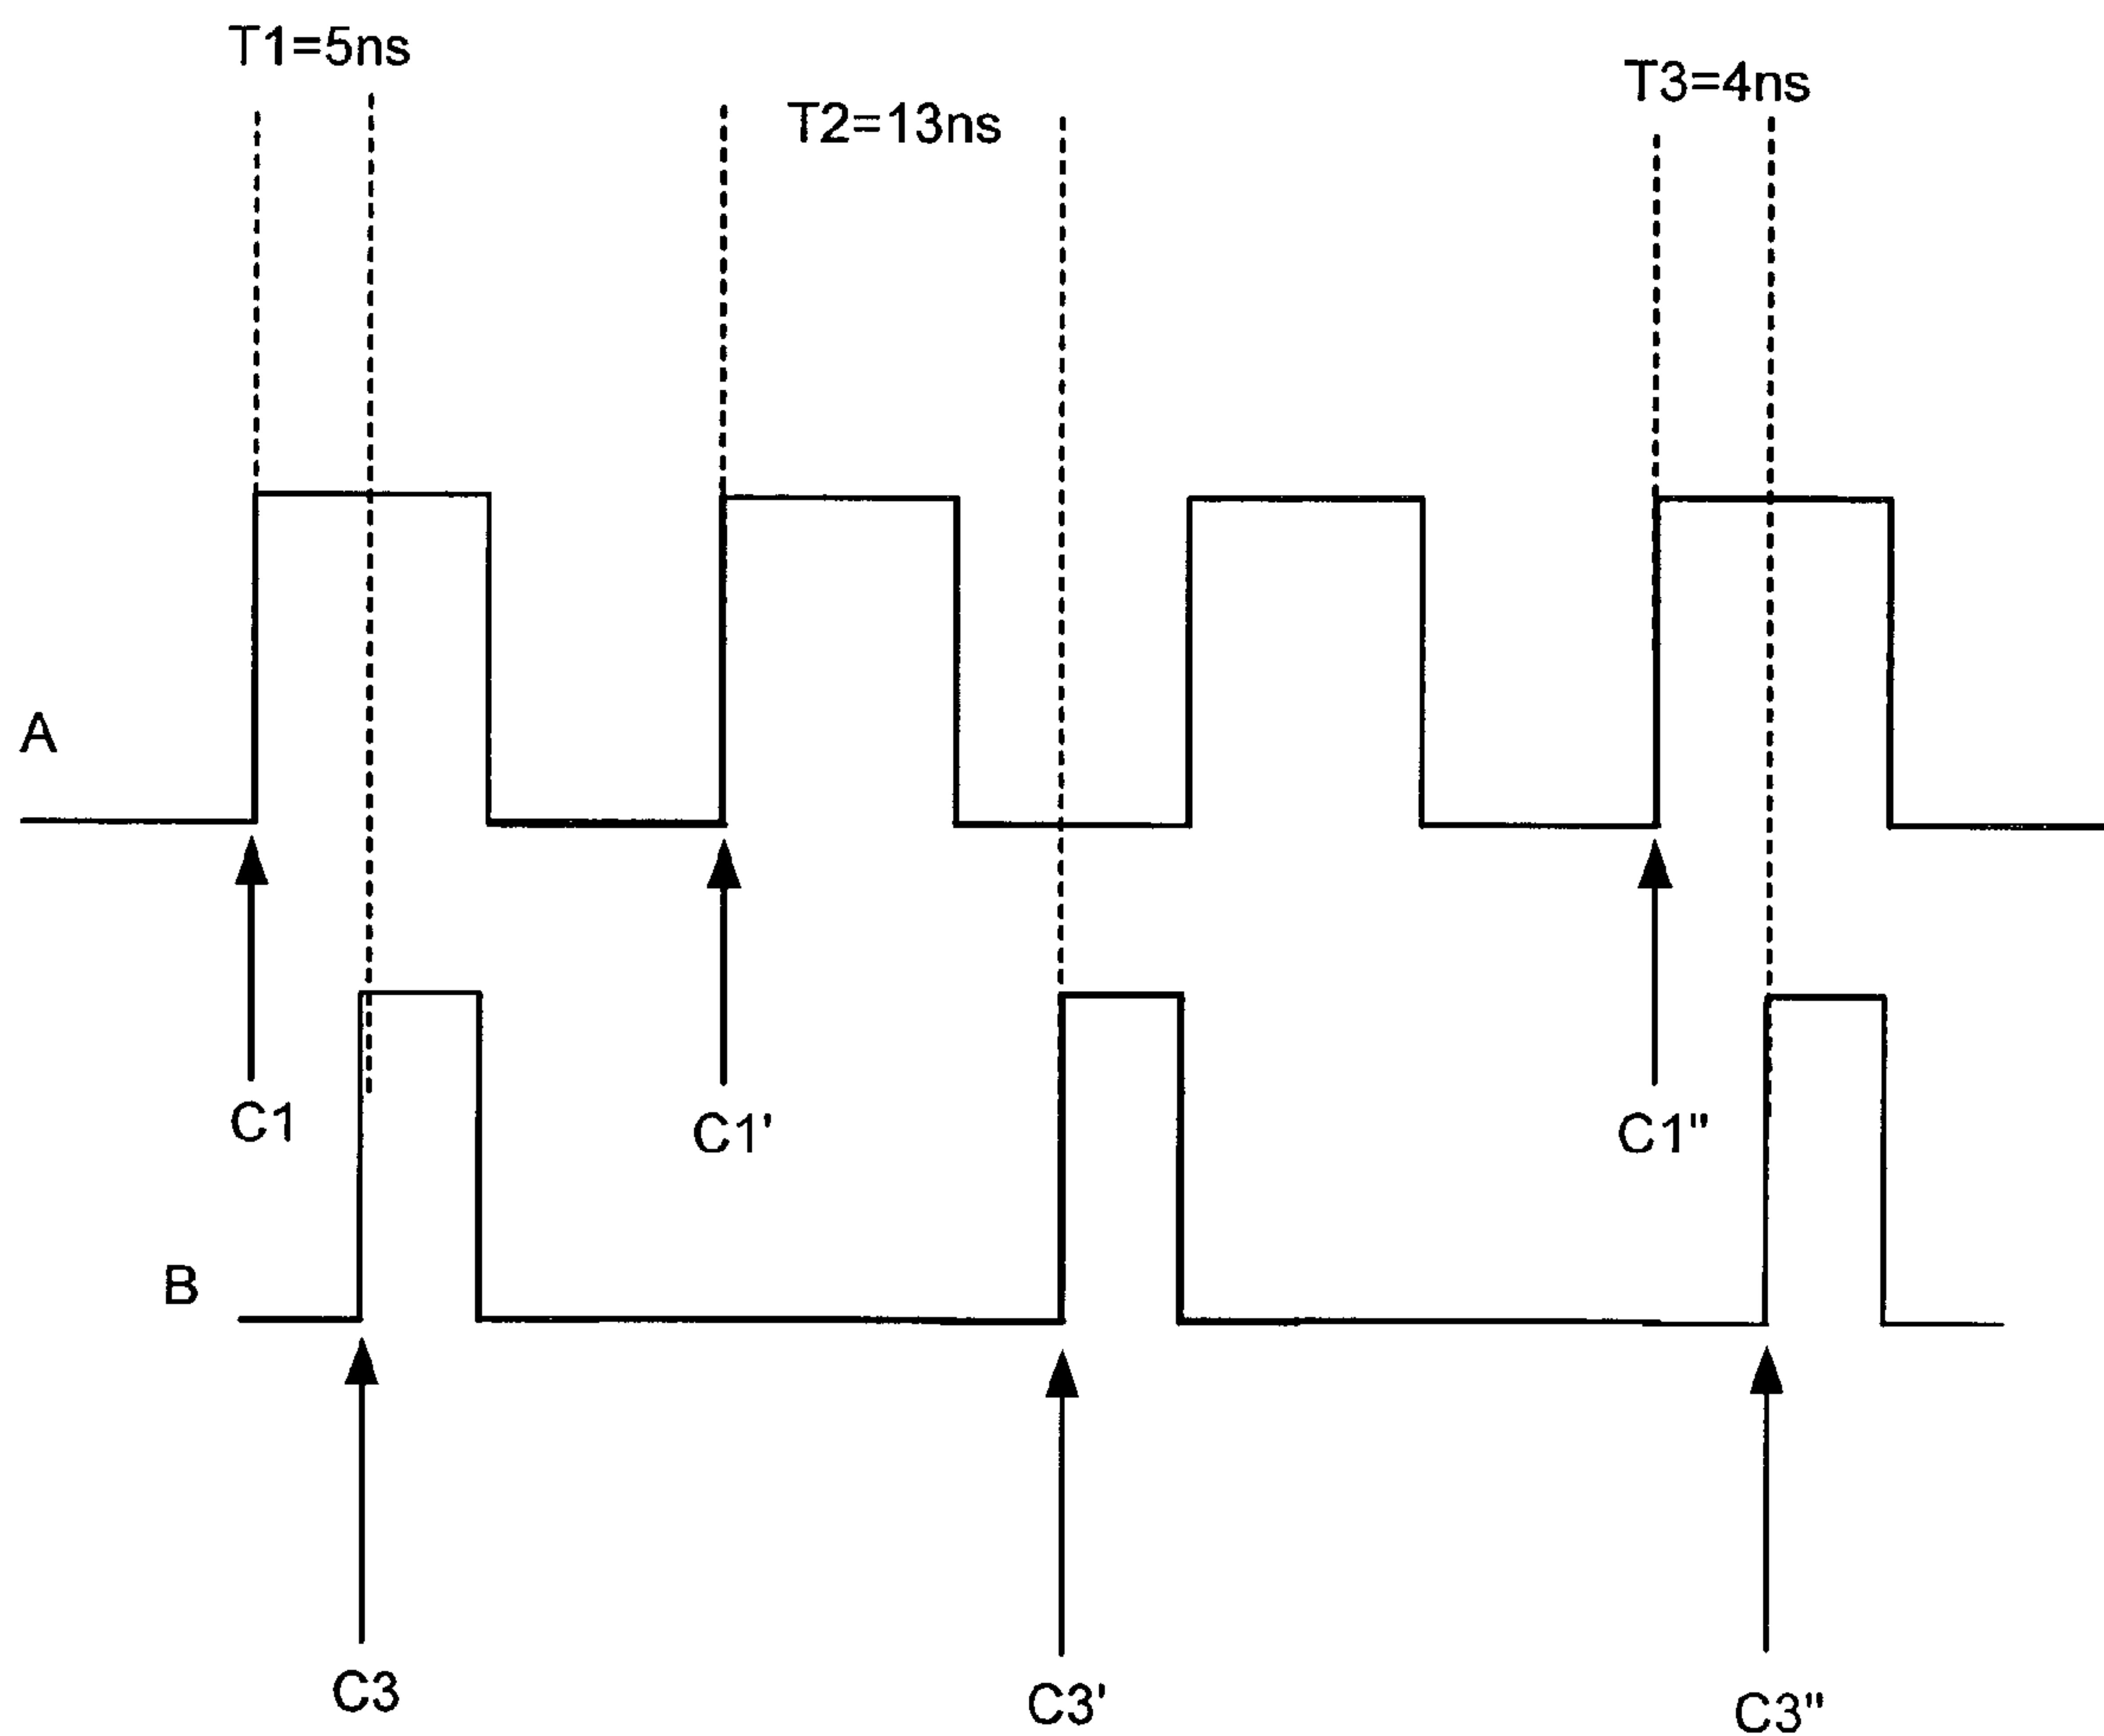 T1=5ns
T2=13ns
T3=4ns
A
C1
C1'
C1"
B
C3
C3'
C3"